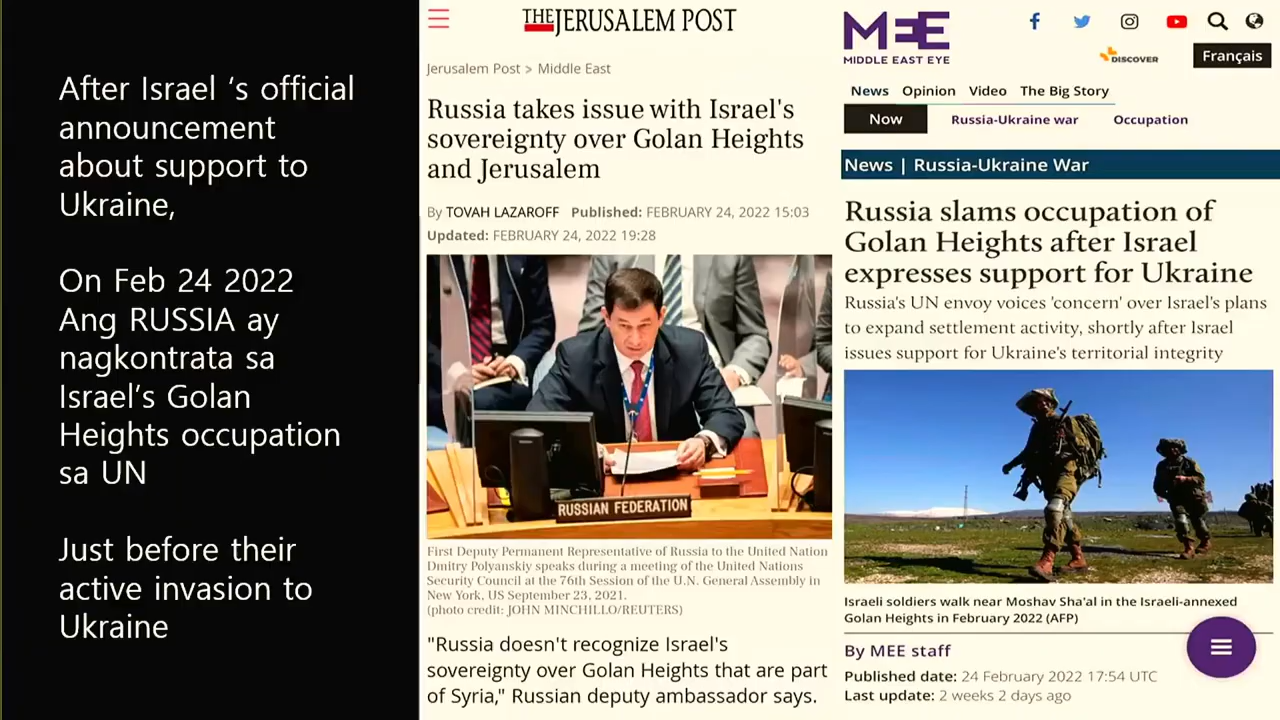 After Israel ‘s official
announcement
about support to
Ukraine,
On Feb 24 2022
Ang RUSSIA ay
nagkontrata sa
Israel’s Golan
Heights occupation
sa UN
Just before their
active invasion to
Ukraine
THE JERUSALEM POST
Jerusalem Post > Middle East
Russia takes issue with Israel's
sovereignty over Golan Heights
and Jerusalem
By TOVAH LAZAROFF Published: FEBRUARY 24, 2022 15:03
Updated: FEBRUARY 24, 2022 19:28
RUSSIAN FEDERATION
First Deputy Permanent Representative of Russia to the United Nation
Dmitry Polyanskiy speaks during a meeting of the United Nations
Security Council at the 76th Session of the U.N. General Assembly in
New York, US September 23, 2021.
(photo credit: JOHN MINCHILLO/REUTERS)
"Russia doesn't recognize Israel's
sovereignty over Golan Heights that are part
of Syria," Russian deputy ambassador says.
MEE
MIDDLE EAST EYE
DISCOVER
Français
News Opinion Video The Big Story
Now Russia-Ukraine war Occupation
News | Russia-Ukraine War
Russia slams occupation of
Golan Heights after Israel
expresses support for Ukraine
Russia's UN envoy voices 'concern' over Israel's plans
to expand settlement activity, shortly after Israel
issues support for Ukraine's territorial integrity
Israeli soldiers walk near Moshav Sha'al in the Israeli-annexed
Golan Heights in February 2022 (AFP)
By MEE staff
Published date: 24 February 2022 17:54 UTC
Last update: 2 weeks 2 days ago